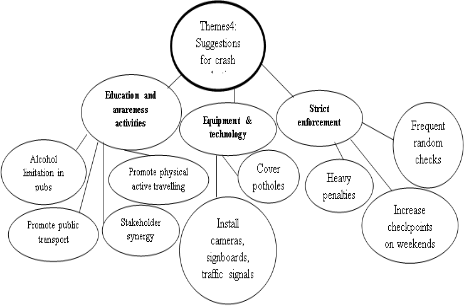 Themes4:
Suggestions
for crash
Education and
awareness
activities
Equipment &
technology
Strict
enforcement
Frequent
random
checks
Alcohol
limitation in
pubs
Promote physical
active travelling
Cover
potholes
Heavy
penalties
Promote public
transport
Stakeholder
synergy
Install
cameras,
signboards,
traffic signals
Increase
checkpoints
on weekends